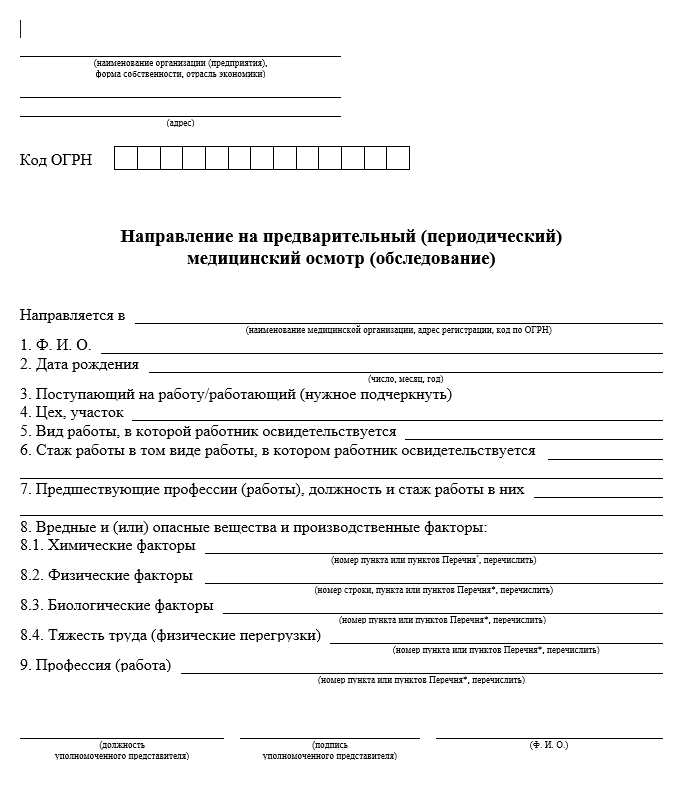 (наименование организации (предприятия),
форма собственности, отрасль экономики)
(адрес)
Код ОГРН
Направление на предварительный (периодический)
медицинский осмотр (обследование)
Направляется в
(наименование медицинской организации, адрес регистрации, код по ОГРН)
1. Ф. И. О.
2. Дата рождения
(число, месяц, год)
3. Поступающий на работу/работающий (нужное подчеркнуть)
4. Цех, участок
5. Вид работы, в которой работник освидетельствуется
6. Стаж работы в том виде работы, в котором работник освидетельствуется
7. Предшествующие профессии (работы), должность и стаж работы в них
8. Вредные и (или) опасные вещества и производственные факторы:
8.1. Химические факторы
(номер пункта или пунктов Перечня*, перечислить)
8.2. Физические факторы
(номер строки, пункта или пунктов Перечня*, перечислить)
8.3. Биологические факторы
(номер пункта или пунктов Перечня*, перечислить)
8.4. Тяжесть труда (физические перегрузки)
(номер пункта или пунктов Перечня*, перечислить)
9. Профессия (работа)
(номер пункта или пунктов Перечня*, перечислить)
(должность (подпись (Ф. И. О.)
уполномоченного представителя) уполномоченного представителя)